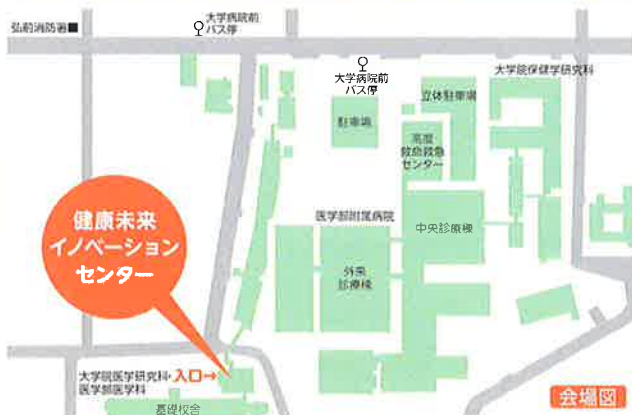 弘前消防署■
大学病院前
バス停
大学病院前
バス停
大学院保健学研究科
立体駐車場
駐車場
高度
救命救急
センター
健康未来
イノベーション
センター
医学部附属病院
中央診療棟
外来
診療棟
大学院医学研究科・入口→
医学部医学科
基礎校舎
会場図